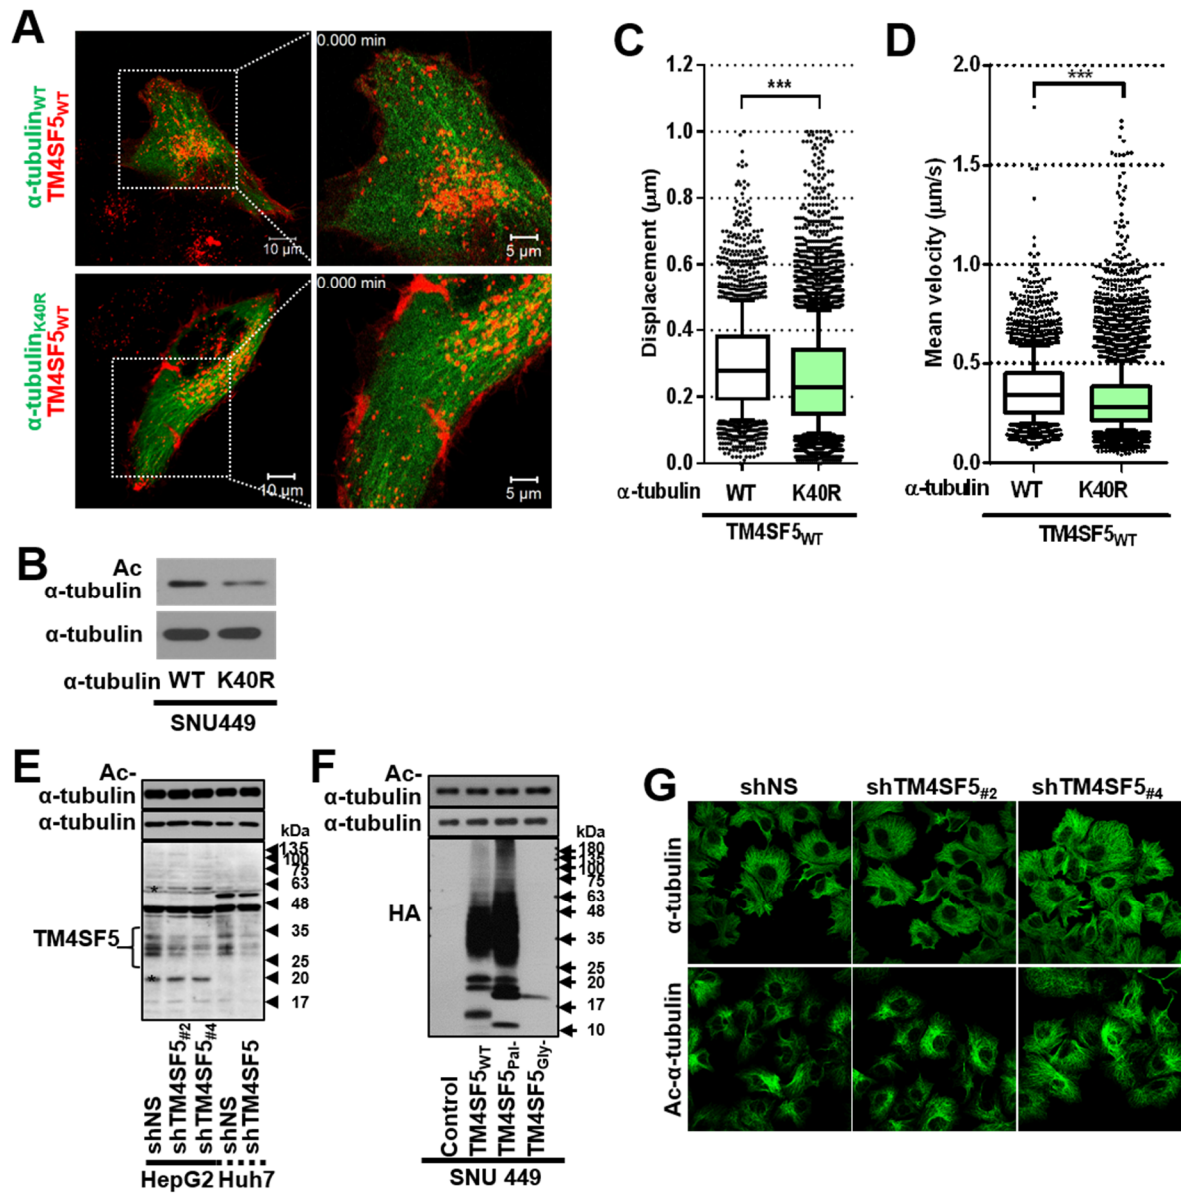 A
α-tubulinWT
TM4SF5WT
0.000 min
10 μm
5 μm
α-tubulinK40R
TM4SF5WT
0.000 min
10 μm
5 μm
B
Ac
α-tubulin
α-tubulin
α-tubulin WT K40R
SNU449
C
Displacement (μm)
1.2
1.0
0.8
0.6
0.4
0.2
0.0
***
α-tubulin WT K40R
TM4SF5WT
D
Mean velocity (μm/s)
2.0
1.5
1.0
0.5
0.0
***
α-tubulin WT K40R
TM4SF5WT
E
Ac-
α-tubulin
α-tubulin
kDa
135
100
75
63
48
35
25
20
17
TM4SF5
*
*
shNS
shTM4SF5#2
shTM4SF5#4
shNS
shTM4SF5
HepG2 Huh7
F
Ac-
α-tubulin
α-tubulin
kDa
180
135
100
75
63
48
35
25
20
17
10
HA
Control
TM4SF5WT
TM4SF5Pal-
TM4SF5Gly-
SNU 449
G
shNS shTM4SF5#2 shTM4SF5#4
α-tubulin
Ac-α-tubulin